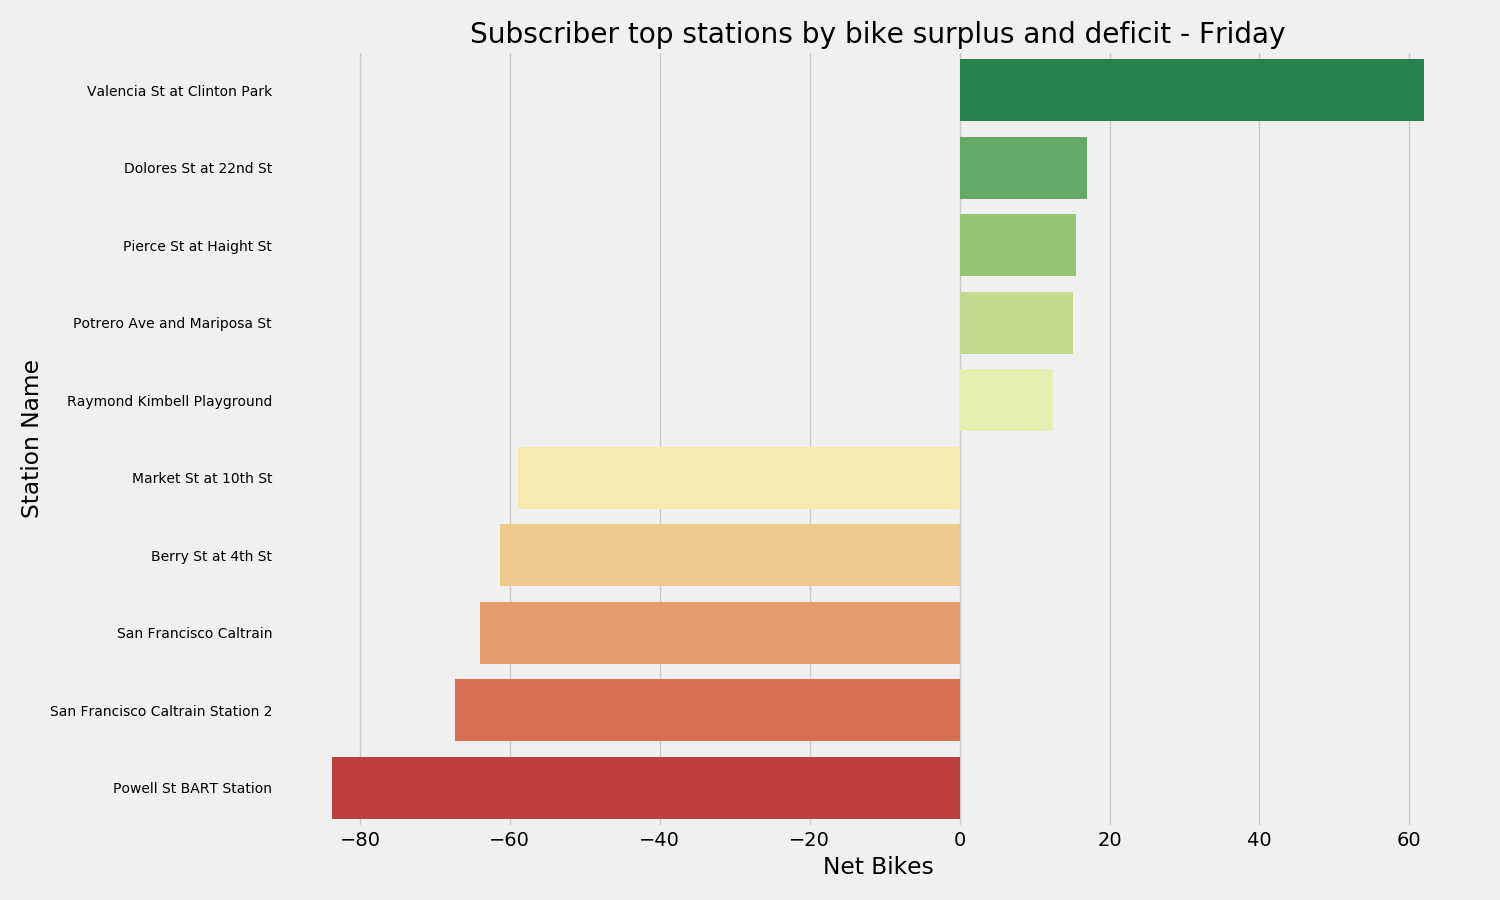 Subscriber top stations by bike surplus and deficit - Friday
Valencia St at Clinton Park
Dolores St at 22nd St
Pierce St at Haight St
Potrero Ave and Mariposa St
Raymond Kimbell Playground
Market St at 10th St
Berry St at 4th St
San Francisco Caltrain
San Francisco Caltrain Station 2
Powell St BART Station
Station Name
−80 −60 −40 −20 0 20 40 60
Net Bikes